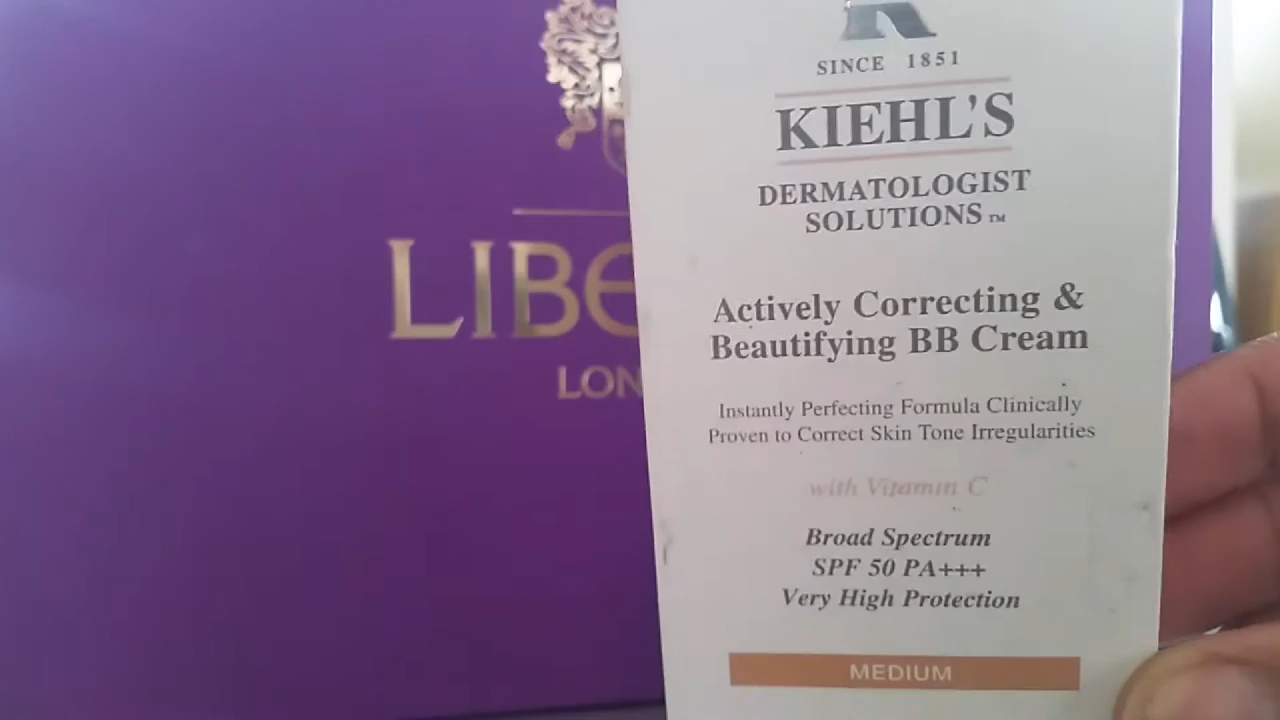 LIBE
LON
SINCE 1851
KIEHL'S
DERMATOLOGIST
SOLUTIONS™
Actively Correcting &
Beautifying BB Cream
Instantly Perfecting Formula Clinically
Proven to Correct Skin Tone Irregularities
with Vitamin C
Broad Spectrum
SPF 50 PA+++
Very High Protection
MEDIUM